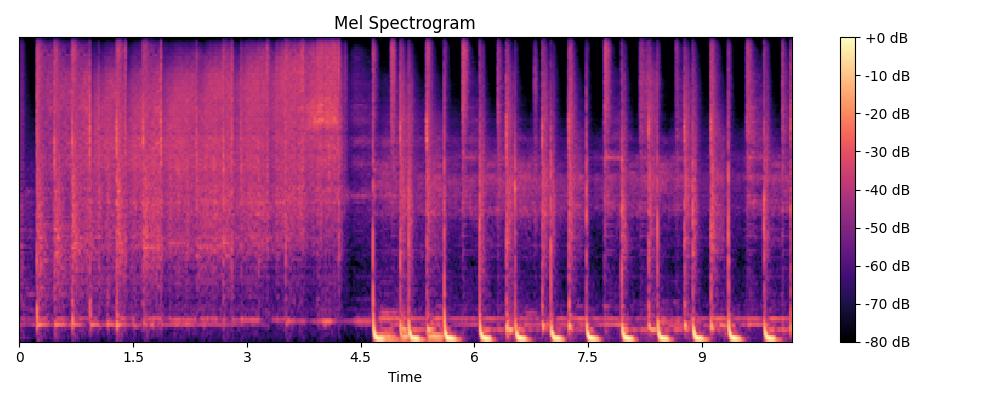 Mel Spectrogram
+0 dB
-10 dB
-20 dB
-30 dB
-40 dB
-50 dB
-60 dB
-70 dB
-80 dB
0 1.5 3 4.5 6 7.5 9
Time